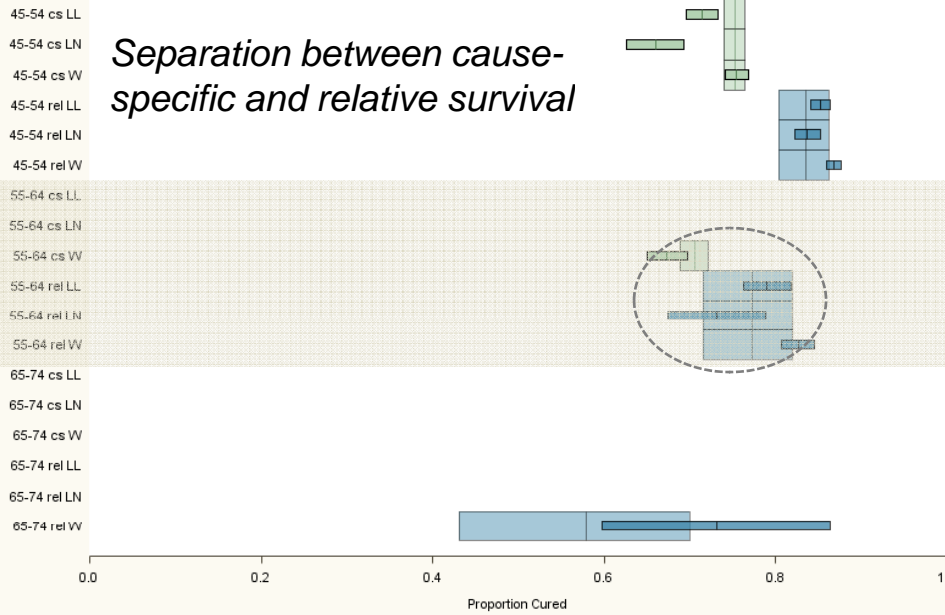 45-54 cs LL
45-54 cs LN
45-54 cs W
45-54 rel LL
45-54 rel LN
45-54 rel W
55-64 cs LL
55-64 cs LN
55-64 cs W
55-64 rel LL
55-64 rel LN
55-64 rel W
65-74 cs LL
65-74 cs LN
65-74 cs W
65-74 rel LL
65-74 rel LN
65-74 rel W
Separation between cause-
specific and relative survival
0.0 0.2 0.4 0.6 0.8
Proportion Cured